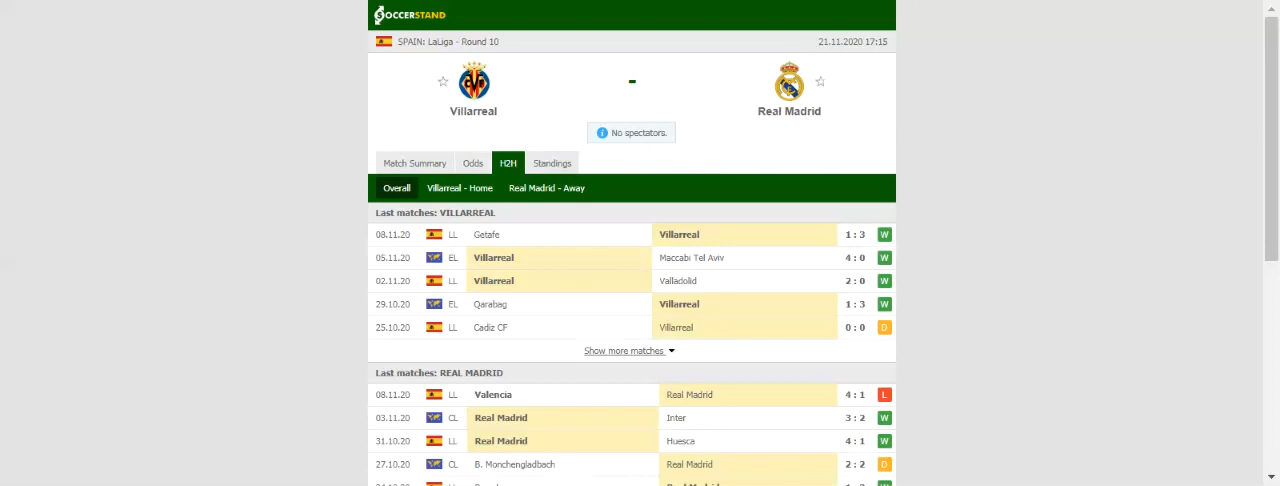 SOCCERSTAND
SPAIN: LaLiga - Round 10 21.11.2020 17:15
-
Villarreal Real Madrid
i No spectators.
Match Summary Odds H2H Standings
Overall Villarreal - Home Real Madrid - Away
Last matches: VILLARREAL
08.11.20 LL Getafe Villarreal 1 : 3 W
05.11.20 EL Villarreal Maccabi Tel Aviv 4 : 0 W
02.11.20 LL Villarreal Valladolid 2 : 0 W
29.10.20 EL Qarabag Villarreal 1 : 3 W
25.10.20 LL Cadiz CF Villarreal 0 : 0 D
Show more matches
Last matches: REAL MADRID
08.11.20 LL Valencia Real Madrid 4 : 1 L
03.11.20 CL Real Madrid Inter 3 : 2 W
31.10.20 LL Real Madrid Huesca 4 : 1 W
27.10.20 CL B. Monchengladbach Real Madrid 2 : 2 D